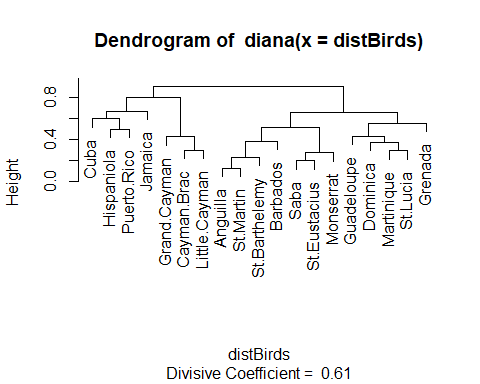 Dendrogram of diana(x = distBirds)
Height
0.8
0.4
0.0
Cuba
Hispaniola
Puerto.Rico
Jamaica
Grand.Cayman
Cayman.Brac
Little.Cayman
Anguilla
St.Martin
St.Barthelemy
Barbados
Saba
St.Eustacius
Monserrat
Guadeloupe
Dominica
Martinique
St.Lucia
Grenada
distBirds
Divisive Coefficient = 0.61